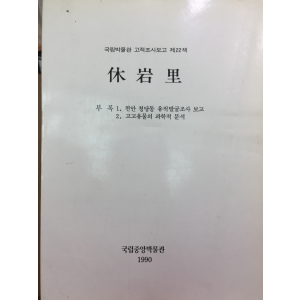 국립박물관 고적조사보고 제22책
休岩里
부 록 1. 천안 청당동 유적발굴조사 보고
2. 고고유물의 과학적 분석
국립중앙박물관
1990